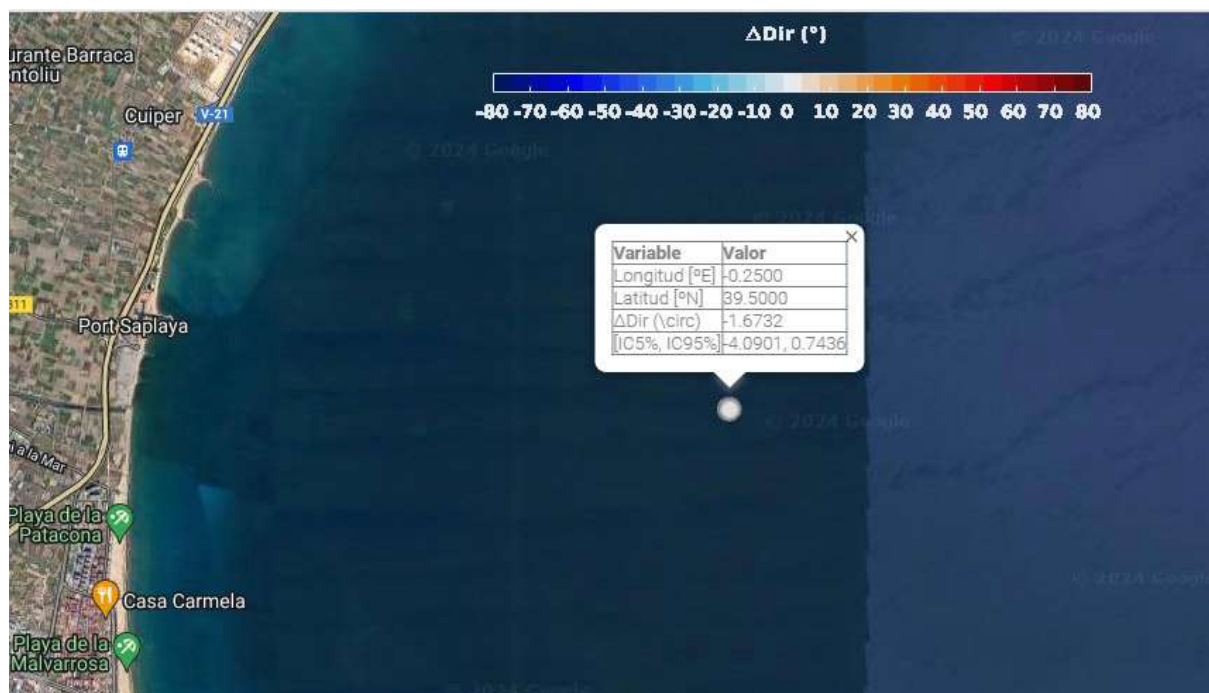 ΔDir (º)
© 2024 Google
-80 -70 -60 -50 -40 -30 -20 -10 0 10 20 30 40 50 60 70 80
urante Barraca
ntoliu
Cuiper
V-21
© 2024 Google
© 2024 Google
Variable Valor
Longitud [ºE] -0.2500
Latitud [ºN] 39.5000
ΔDir (\circ) -1.6732
[IC5%, IC95%] -4.0901, 0.7436
311
Port Saplaya
© 2024 Google
a la Mar
Playa de la
Patacona
© 2024 Google
Casa Carmela
Playa de la
Malvarrosa
© 2024 Google